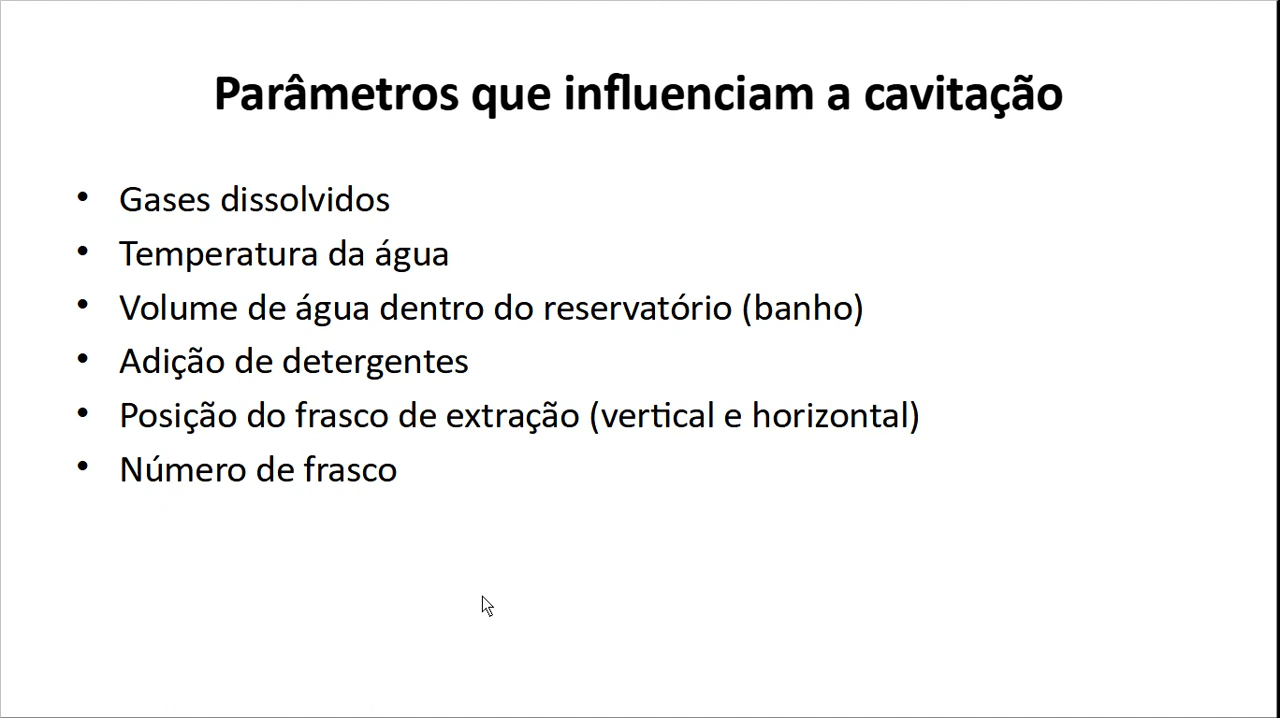 Parâmetros que influenciam a cavitação
• Gases dissolvidos
• Temperatura da água
• Volume de água dentro do reservatório (banho)
• Adição de detergentes
• Posição do frasco de extração (vertical e horizontal)
• Número de frasco